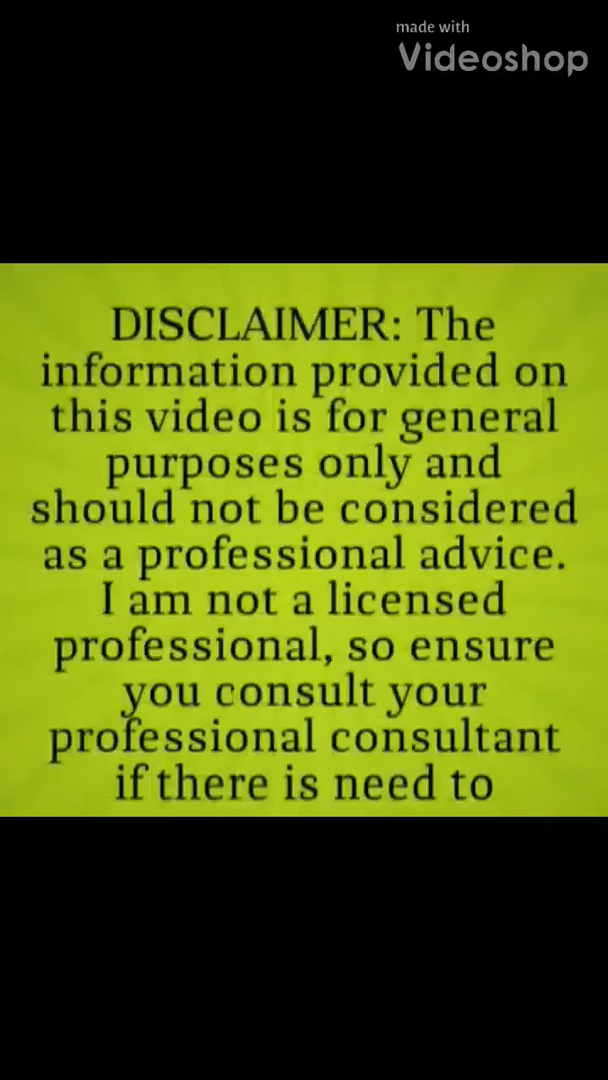 made with
Videoshop
DISCLAIMER: The
information provided on
this video is for general
purposes only and
should not be considered
as a professional advice.
I am not a licensed
professional, so ensure
you consult your
professional consultant
if there is need to